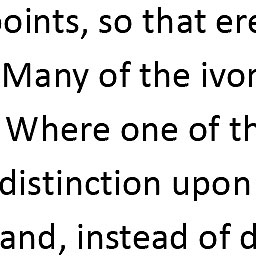 points, so that ere
Many of the ivor
Where one of th
distinction upon
and, instead of d